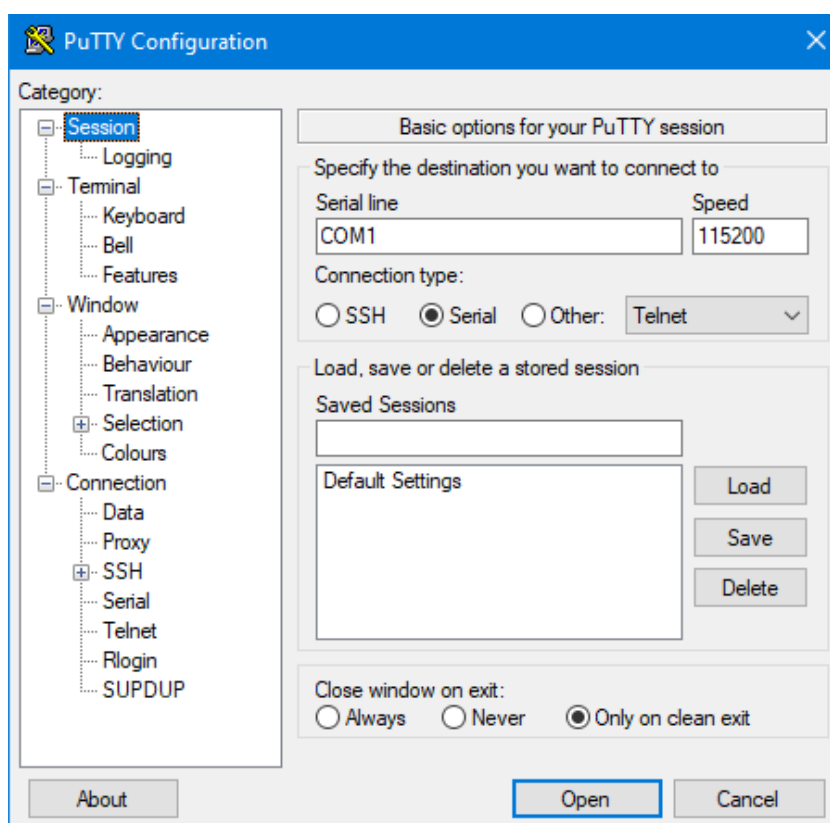 PuTTY Configuration
Category:
Session
Logging
Terminal
Keyboard
Bell
Features
Window
Appearance
Behaviour
Translation
Selection
Colours
Connection
Data
Proxy
SSH
Serial
Telnet
Rlogin
SUPDUP
Basic options for your PuTTY session
Specify the destination you want to connect to
Serial line Speed
COM1 115200
Connection type:
SSH Serial Other: Telnet
Load, save or delete a stored session
Saved Sessions
Default Settings
Load
Save
Delete
Close window on exit:
Always Never Only on clean exit
About Open Cancel